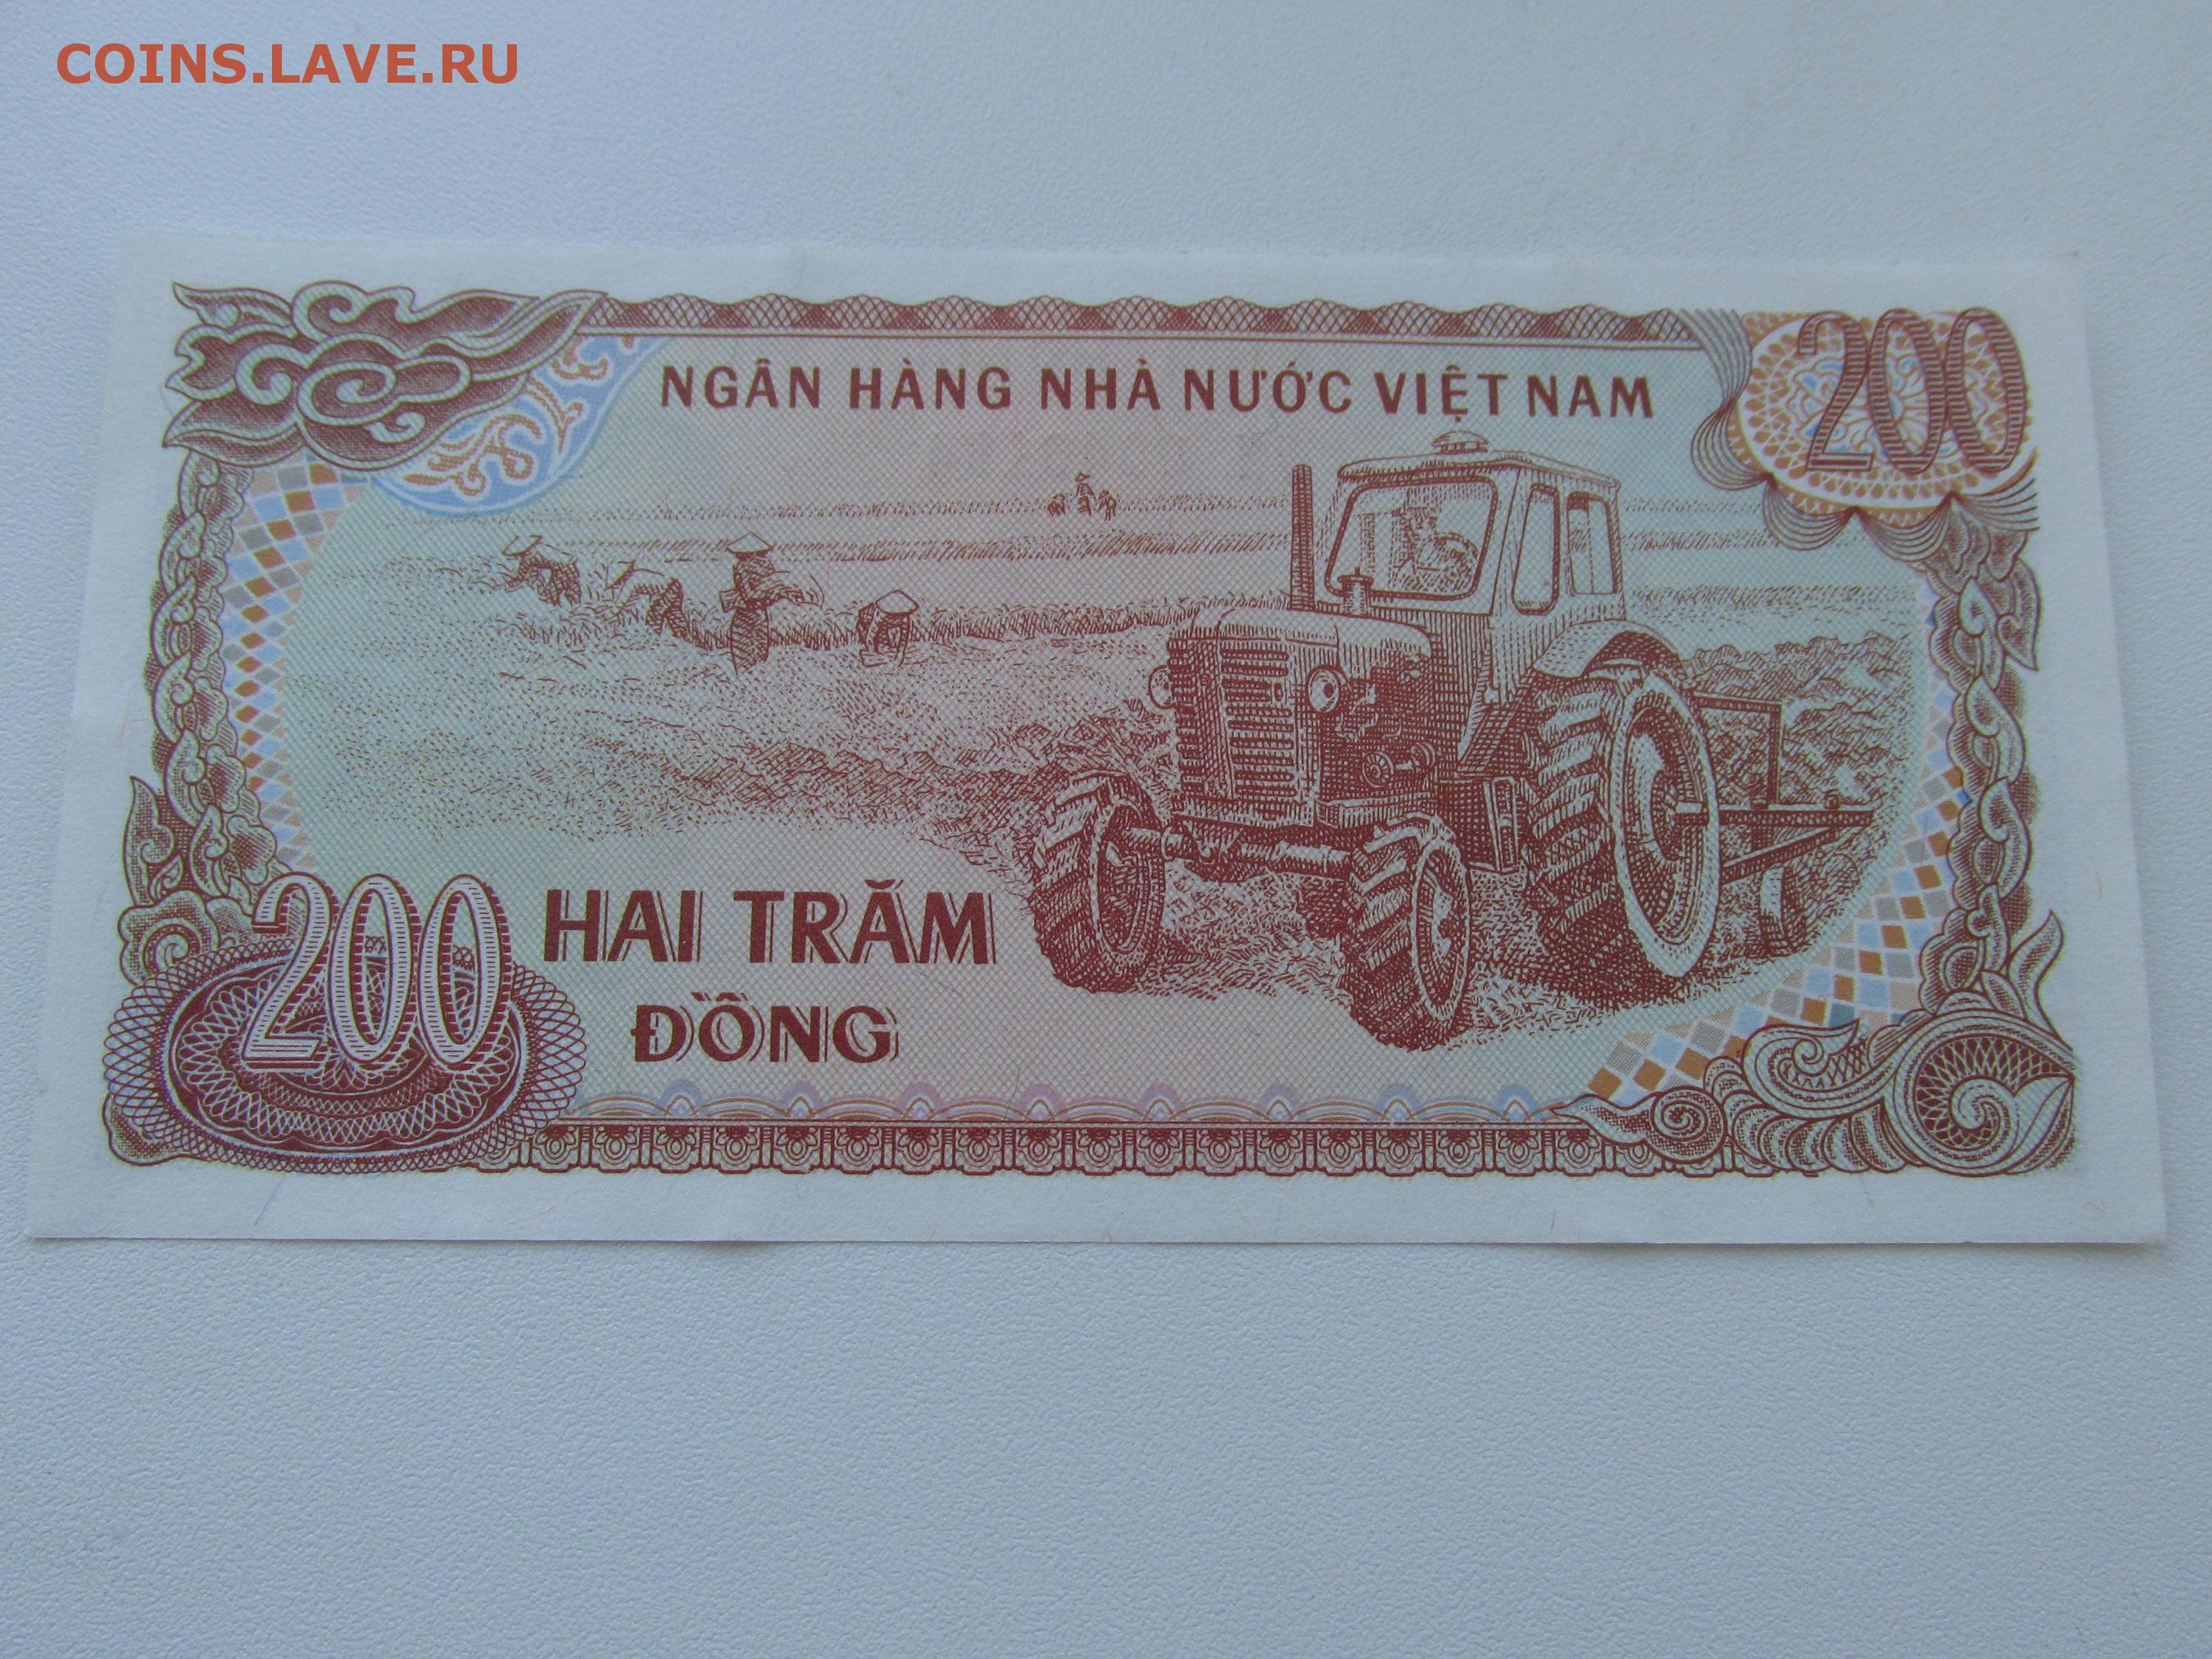 COINS.LAVE.RU
NGÂN HÀNG NHÀ NƯỚC VIỆT NAM
200
200
HAI TRĂM
ĐỒNG